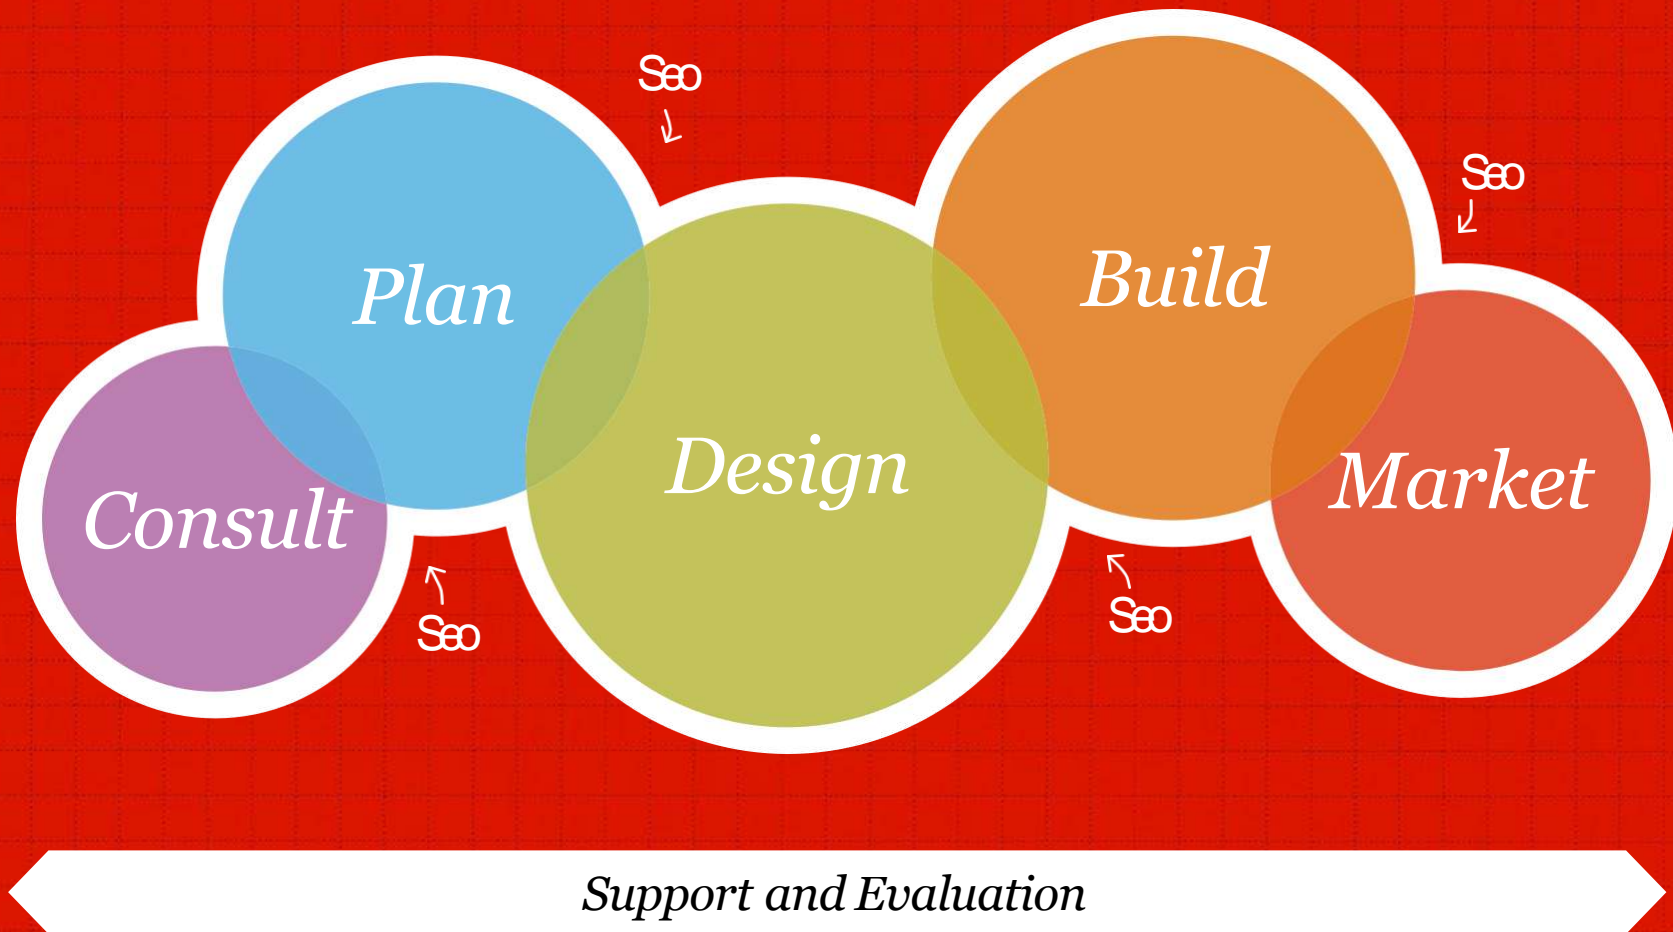 Seo
Seo
Plan
Build
Design
Market
Consult
Seo
Seo
Support and Evaluation